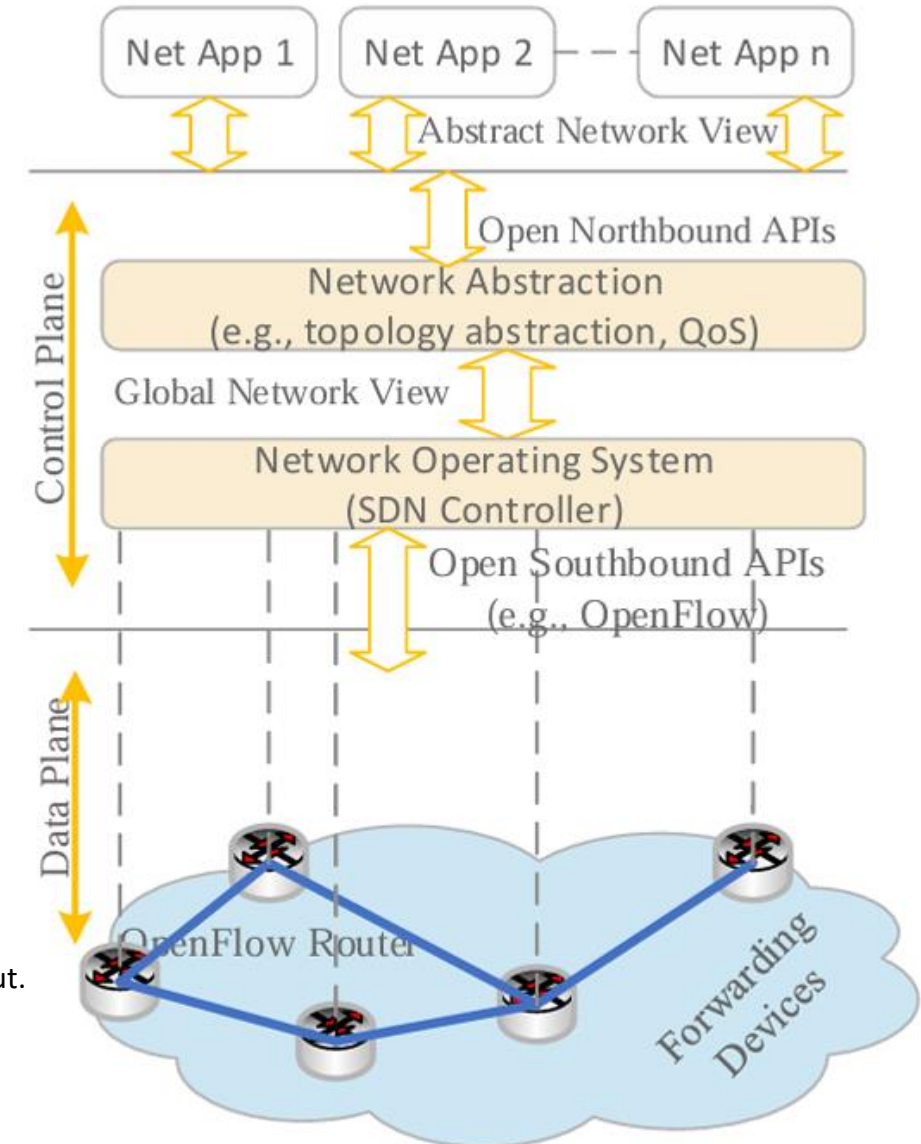 Net App 1
Net App 2
Net App n
Abstract Network View
Open Northbound APIs
Network Abstraction
(e.g., topology abstraction, QoS)
Control Plane
Global Network View
Network Operating System
(SDN Controller)
Open Southbound APIs
(e.g., OpenFlow)
Data Plane
OpenFlow Router
ut.
Forwarding
Devices